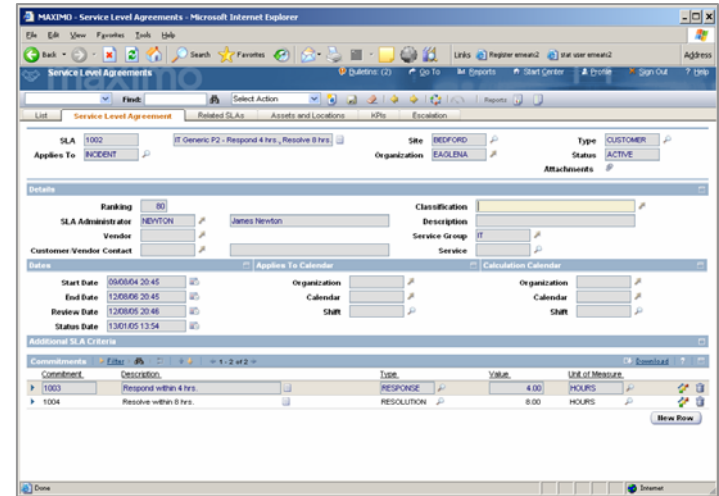 MAXIMO - Service Level Agreements - Microsoft Internet Explorer
File Edit View Favorites Tools Help
Back Search Favorites Links Register emeats2 stat user emeats2 Address
Service Level Agreements Bulletins: (2) Go To Reports Start Center Profile Sign Out Help
Find: Select Action Reports
List Service Level Agreement Related SLAs Assets and Locations KPIs Escalation
SLA 1002 IT Generic P2 - Respond 4 hrs., Resolve 8 hrs. Site BEDFORD Type CUSTOMER
Applies To INCIDENT Organization EAGLENA Status ACTIVE
Attachments
Details
Ranking 80 Classification
SLA Administrator NEWTON James Newton Description
Vendor Service Group IT
Customer/Vendor Contact Service
Dates Applies To Calendar Calculation Calendar
Start Date 09/08/04 20:45 Organization Organization
End Date 12/08/06 20:45 Calendar Calendar
Review Date 12/08/05 20:46 Shift Shift
Status Date 13/01/05 13:54
Additional SLA Criteria
Commitments Filter 1 - 2 of 2 Download ?
Commitment Description Type Value Unit of Measure
1003 Respond within 4 hrs. RESPONSE 4.00 HOURS
1004 Resolve within 8 hrs. RESOLUTION 8.00 HOURS
New Row
Done Internet